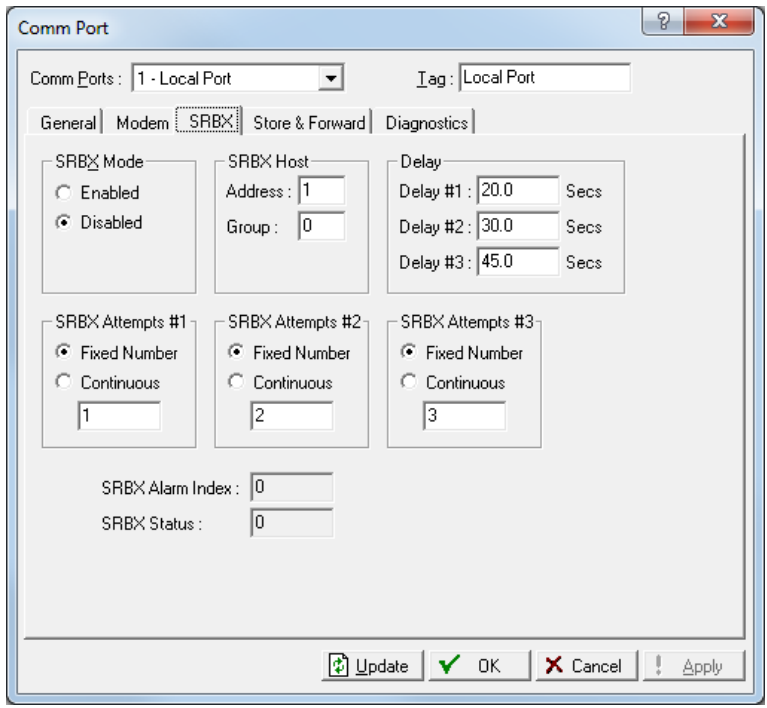 Comm Port
Comm Ports : 1 - Local Port Tag : Local Port
General Modem SRBX Store & Forward Diagnostics
SRBX Mode
Enabled
Disabled
SRBX Host
Address : 1
Group : 0
Delay
Delay #1 : 20.0 Secs
Delay #2 : 30.0 Secs
Delay #3 : 45.0 Secs
SRBX Attempts #1
Fixed Number
Continuous
1
SRBX Attempts #2
Fixed Number
Continuous
2
SRBX Attempts #3
Fixed Number
Continuous
3
SRBX Alarm Index : 0
SRBX Status : 0
Update OK Cancel Apply